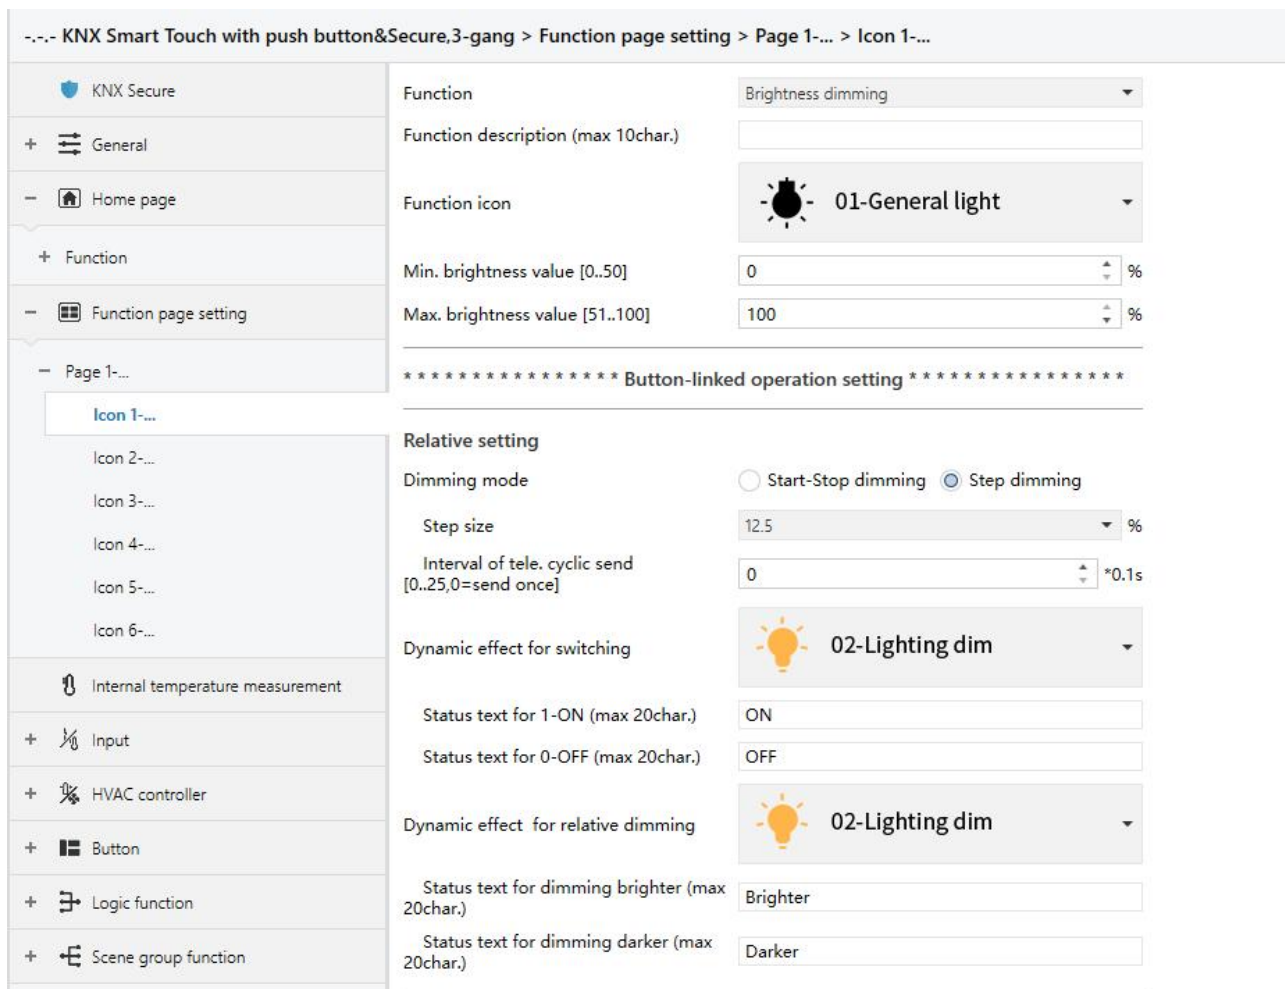 -.-.- KNX Smart Touch with push button&Secure,3-gang > Function page setting > Page 1-... > Icon 1-...
KNX Secure
+ General
− Home page
+ Function
− Function page setting
− Page 1-...
Icon 1-...
Icon 2-...
Icon 3-...
Icon 4-...
Icon 5-...
Icon 6-...
Internal temperature measurement
+ Input
+ HVAC controller
+ Button
+ Logic function
+ Scene group function
Function Brightness dimming
Function description (max 10char.)
Function icon 01-General light
Min. brightness value [0..50] 0 %
Max. brightness value [51..100] 100 %
* * * * * * * * * * * * * * * * Button-linked operation setting * * * * * * * * * * * * * * * *
Relative setting
Dimming mode Start-Stop dimming Step dimming
Step size 12.5 %
Interval of tele. cyclic send
[0..25,0=send once] 0 *0.1s
Dynamic effect for switching 02-Lighting dim
Status text for 1-ON (max 20char.) ON
Status text for 0-OFF (max 20char.) OFF
Dynamic effect  for relative dimming 02-Lighting dim
Status text for dimming brighter (max
20char.) Brighter
Status text for dimming darker (max
20char.) Darker